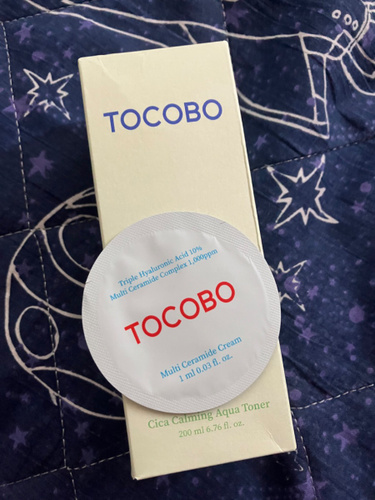 TOCOBO
Triple Hyaluronic Acid 10%
Multi Ceramide Complex 1,000ppm
TOCOBO
Multi Ceramide Cream
1 ml 0.03 fl. oz.
Cica Calming Aqua Toner
200 ml 6.76 fl. oz.